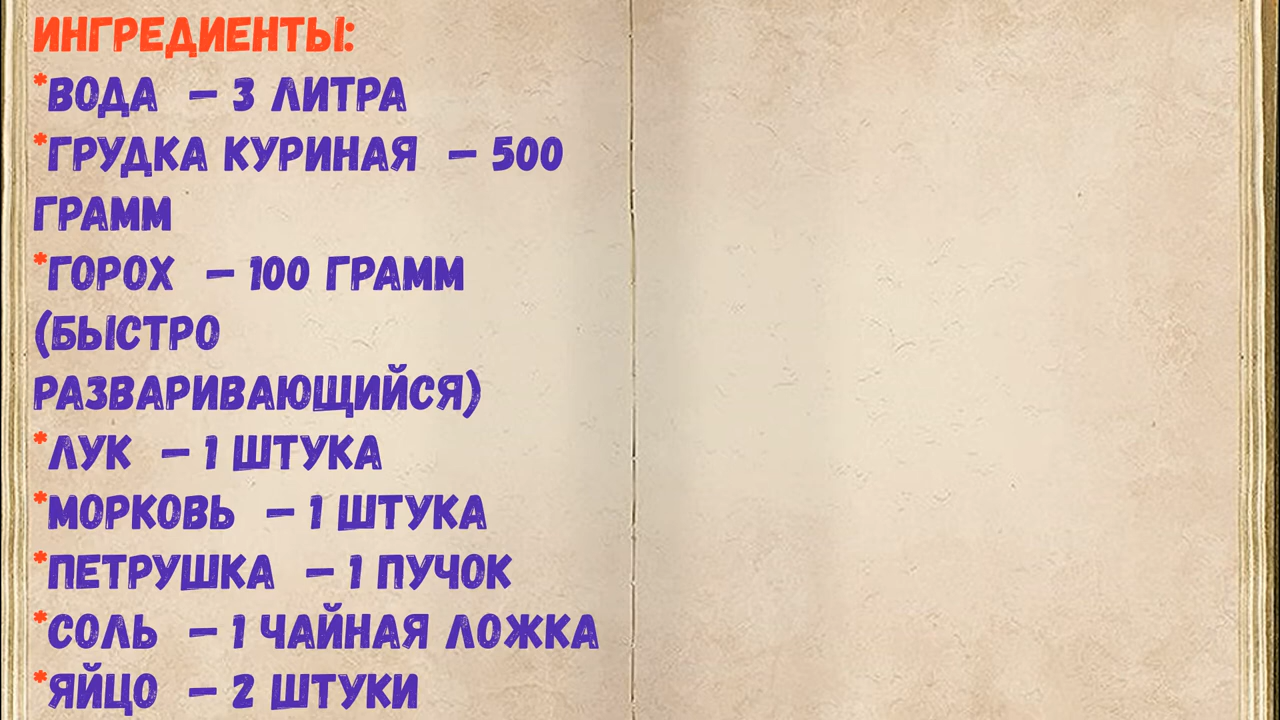 ИНГРЕДИЕНТЫ:
*ВОДА – 3 ЛИТРА
*ГРУДКА КУРИНАЯ – 500
ГРАММ
*ГОРОХ – 100 ГРАММ
(БЫСТРО
РАЗВАРИВАЮЩИЙСЯ)
*ЛУК – 1 ШТУКА
*МОРКОВЬ – 1 ШТУКА
*ПЕТРУШКА – 1 ПУЧОК
*СОЛЬ – 1 ЧАЙНАЯ ЛОЖКА
*ЯЙЦО – 2 ШТУКИ